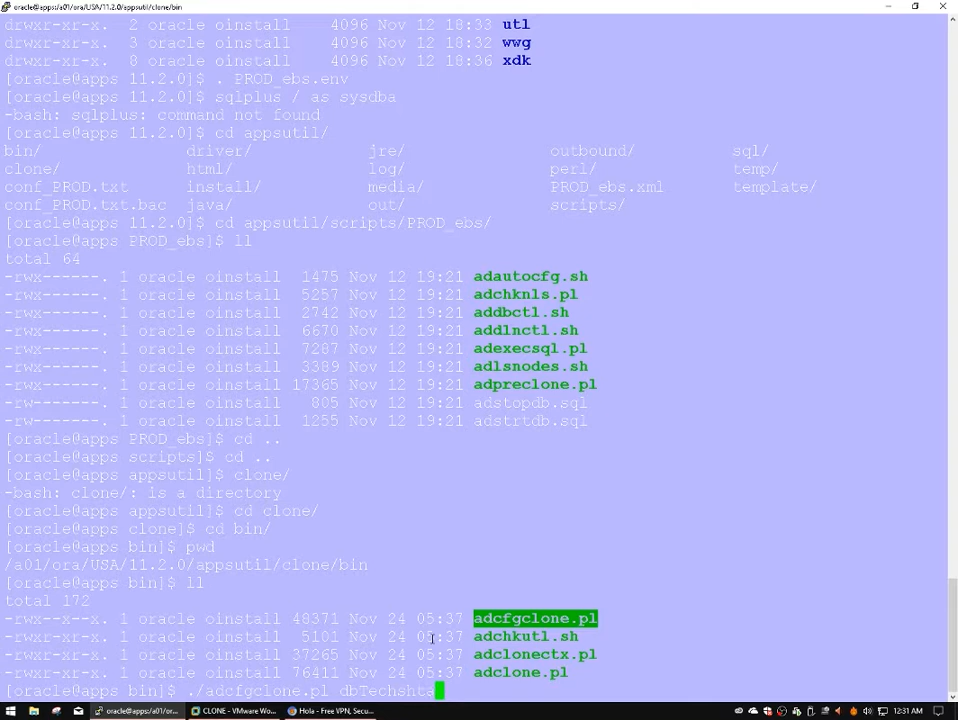 oracle@apps:/a01/ora/USA/11.2.0/appsutil/clone/bin
drwxr-xr-x. 2 oracle oinstall 4096 Nov 12 18:33 utl
drwxr-xr-x. 3 oracle oinstall 4096 Nov 12 18:32 wwg
drwxr-xr-x. 8 oracle oinstall 4096 Nov 12 18:36 xdk
[oracle@apps 11.2.0]$ . PROD_ebs.env
[oracle@apps 11.2.0]$ sqlplus / as sysdba
-bash: sqlplus: command not found
[oracle@apps 11.2.0]$ cd appsutil/
bin/ driver/ jre/ outbound/ sql/
clone/ html/ log/ perl/ temp/
conf_PROD.txt install/ media/ PROD_ebs.xml template/
conf_PROD.txt.bac java/ out/ scripts/
[oracle@apps 11.2.0]$ cd appsutil/scripts/PROD_ebs/
[oracle@apps PROD_ebs]$ ll
total 64
-rwx------. 1 oracle oinstall 1475 Nov 12 19:21 adautocfg.sh
-rwx------. 1 oracle oinstall 5257 Nov 12 19:21 adchknls.pl
-rwx------. 1 oracle oinstall 2742 Nov 12 19:21 addbctl.sh
-rwx------. 1 oracle oinstall 6670 Nov 12 19:21 addlnctl.sh
-rwx------. 1 oracle oinstall 7287 Nov 12 19:21 adexecsql.pl
-rwx------. 1 oracle oinstall 3389 Nov 12 19:21 adlsnodes.sh
-rwx------. 1 oracle oinstall 17365 Nov 12 19:21 adpreclone.pl
-rw-------. 1 oracle oinstall 805 Nov 12 19:21 adstopdb.sql
-rw-------. 1 oracle oinstall 1255 Nov 12 19:21 adstrtdb.sql
[oracle@apps PROD_ebs]$ cd ..
[oracle@apps scripts]$ cd ..
[oracle@apps appsutil]$ clone/
-bash: clone/: is a directory
[oracle@apps appsutil]$ cd clone/
[oracle@apps clone]$ cd bin/
[oracle@apps bin]$ pwd
/a01/ora/USA/11.2.0/appsutil/clone/bin
[oracle@apps bin]$ ll
total 172
-rwx--x--x. 1 oracle oinstall 48371 Nov 24 05:37 adcfgclone.pl
-rwxr-xr-x. 1 oracle oinstall 5101 Nov 24 05:37 adchkutl.sh
-rwxr-xr-x. 1 oracle oinstall 37265 Nov 24 05:37 adclonectx.pl
-rwxr-xr-x. 1 oracle oinstall 76411 Nov 24 05:37 adclone.pl
[oracle@apps bin]$ ./adcfgclone.pl dbTechshta
oracle@apps:/a01/or...
CLONE - VMware Wo...
Hola - Free VPN, Secu...
12:31 AM